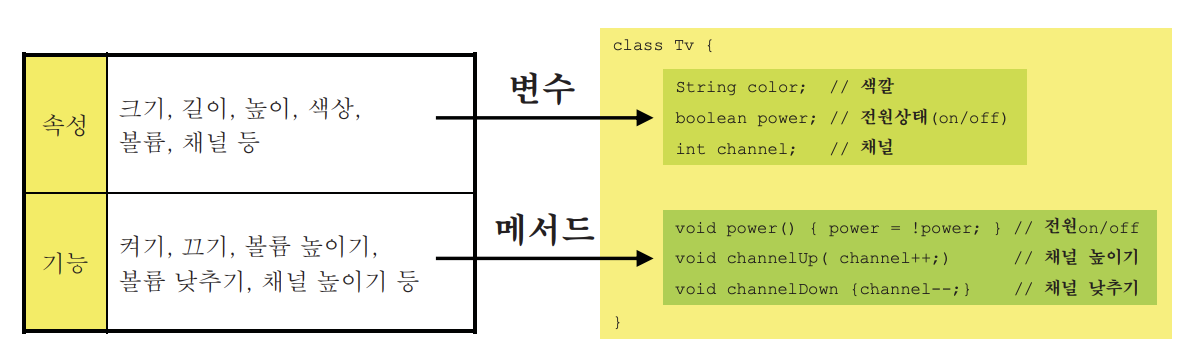 속성
크기, 길이, 높이, 색상,
볼륨, 채널 등
기능
켜기, 끄기, 볼륨 높이기,
볼륨 낮추기, 채널 높이기 등
변수
메서드
class Tv {
String color;  // 색깔
boolean power; // 전원상태(on/off)
int channel;   // 채널
void power() { power = !power; } // 전원on/off
void channelUp( channel++;)      // 채널 높이기
void channelDown {channel--;}    // 채널 낮추기
}